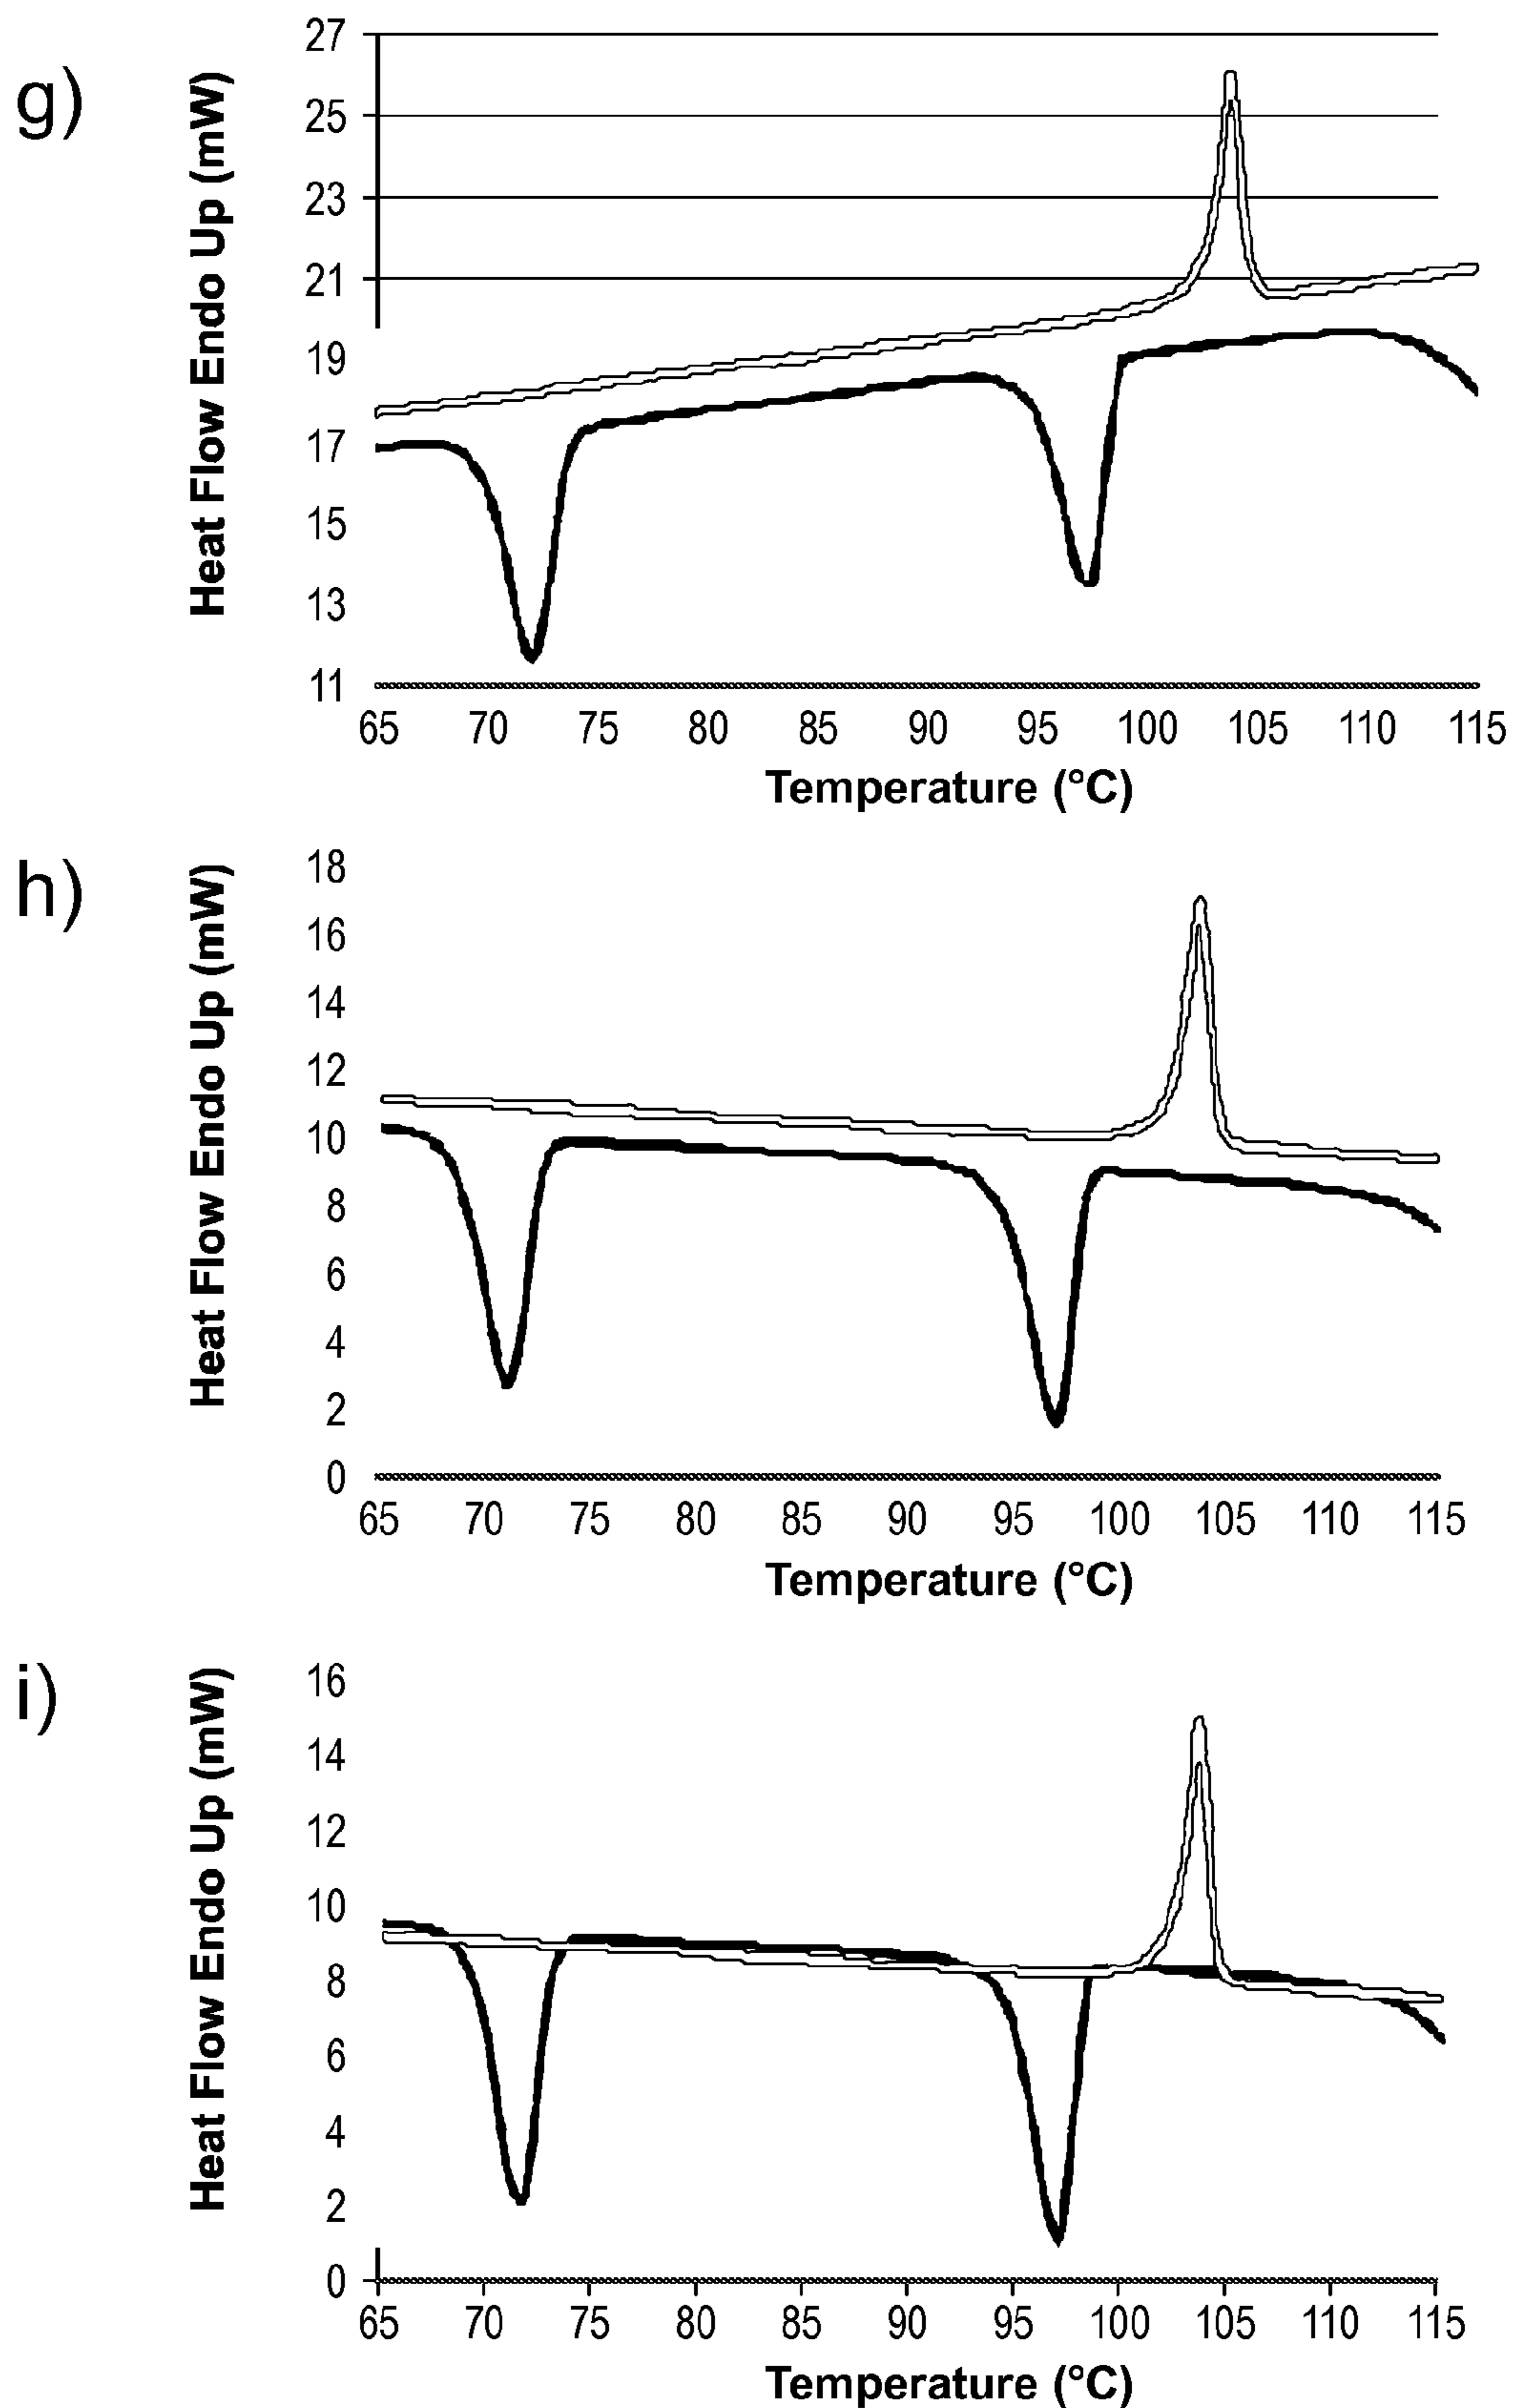 g)
Heat Flow Endo Up (mW)
27
25
23
21
19
17
15
13
11
65 70 75 80 85 90 95 100 105 110 115
Temperature (°C)
h)
Heat Flow Endo Up (mW)
18
16
14
12
10
8
6
4
2
0
65 70 75 80 85 90 95 100 105 110 115
Temperature (°C)
i)
Heat Flow Endo Up (mW)
16
14
12
10
8
6
4
2
0
65 70 75 80 85 90 95 100 105 110 115
Temperature (°C)